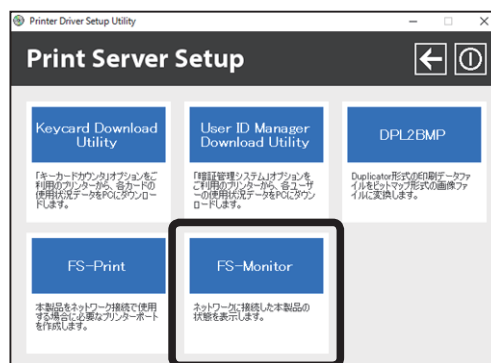 Printer Driver Setup Utility
Print Server Setup
Keycard Download
Utility
「キーカードカウンタ」オプションをご
利用のプリンターから、各カードの
使用状況データをPCにダウンロー
ドします。
User ID Manager
Download Utility
「暗証管理システム」オプションを
ご利用のプリンターから、各ユーザ
ーの使用状況データをPCにダウン
ロードします。
DPL2BMP
Duplicator形式の印刷データファ
イルをビットマップ形式の画像ファ
イルに変換します。
FS-Print
本製品をネットワーク接続で使用
する場合に必要なプリンターポート
を作成します。
FS-Monitor
ネットワークに接続した本製品の
状態を表示します。